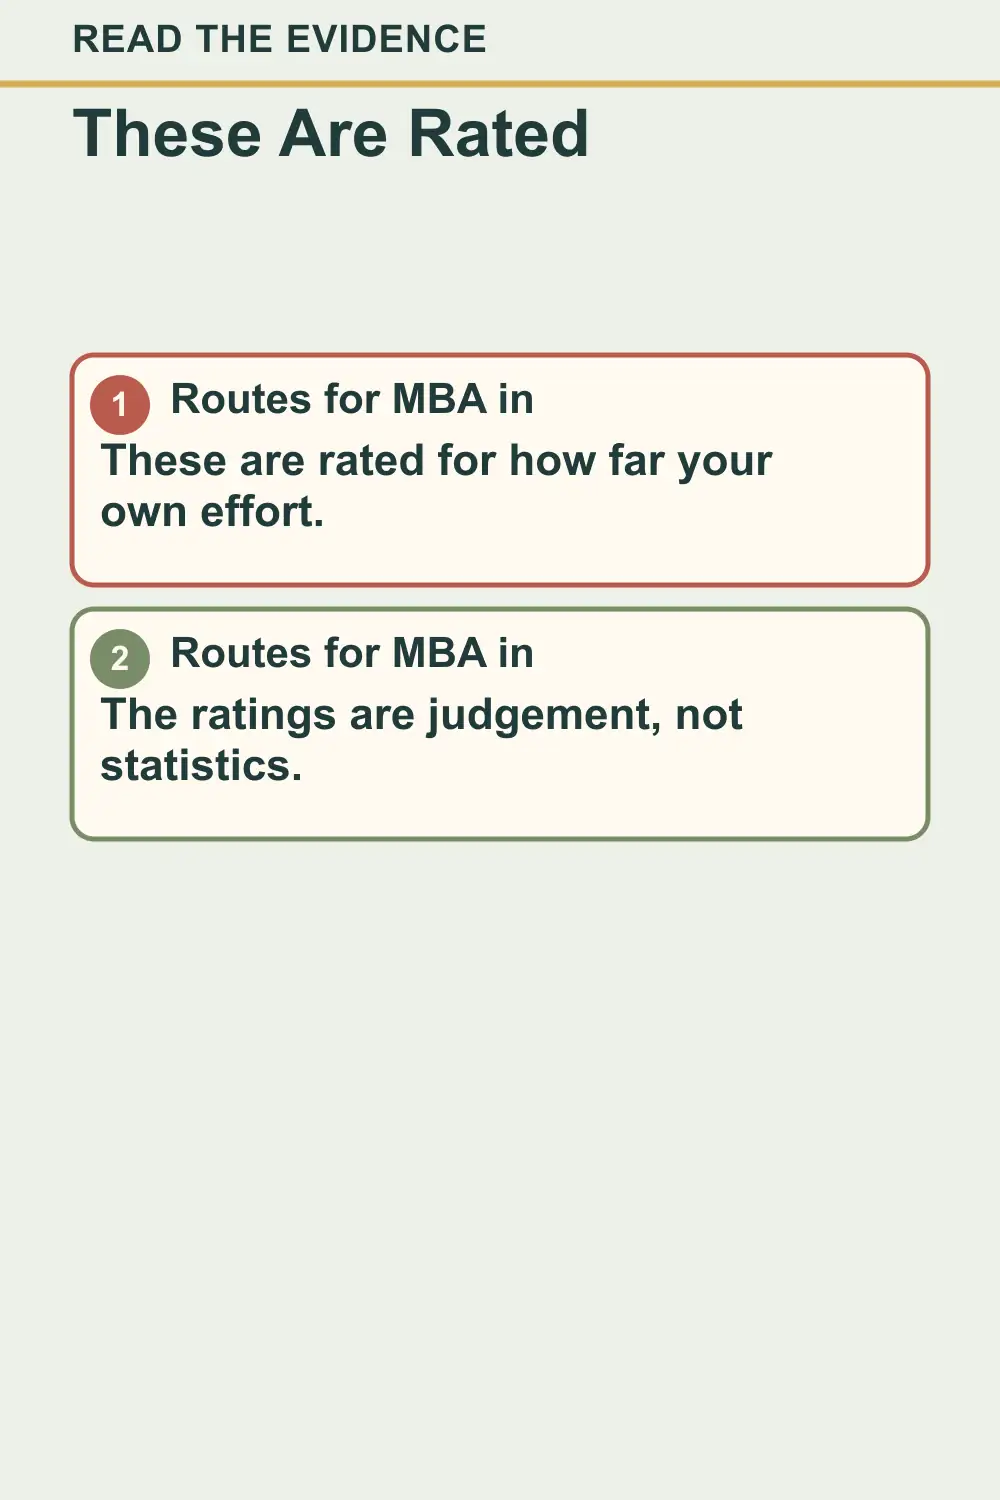 READ THE EVIDENCE
These Are Rated
1 Routes for MBA in
These are rated for how far your
own effort.
2 Routes for MBA in
The ratings are judgement, not
statistics.